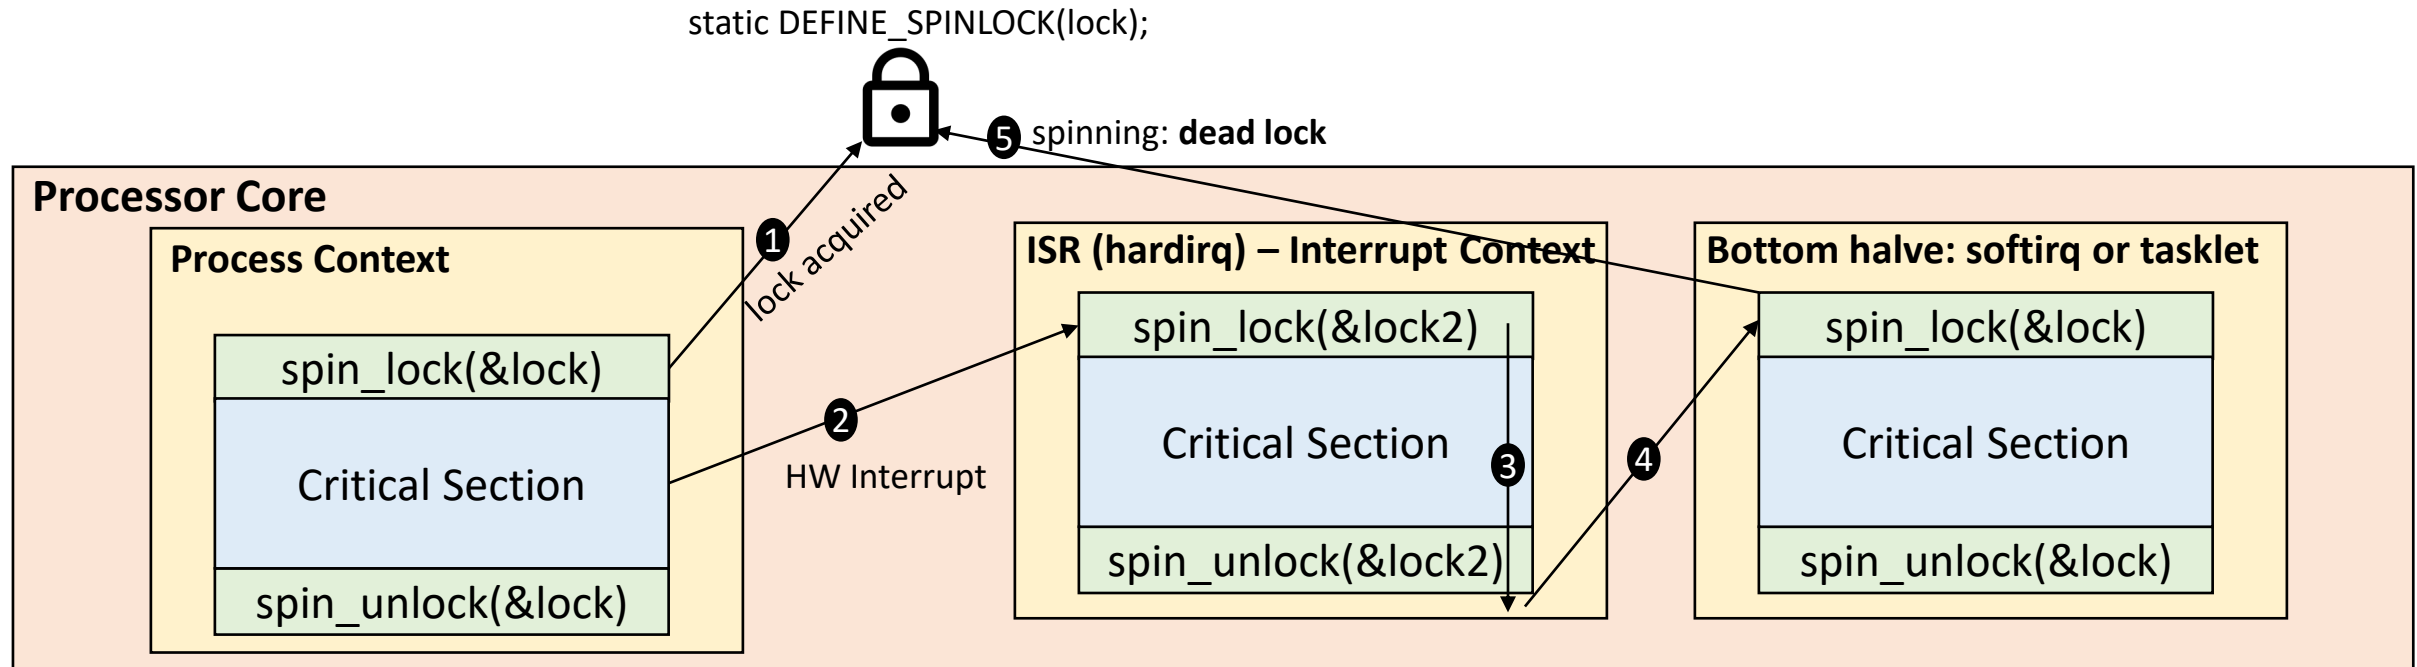 static DEFINE_SPINLOCK(lock);
5 spinning: dead lock
Processor Core
Process Context
1
lock acquired
spin_lock(&lock)
Critical Section
spin_unlock(&lock)
2
HW Interrupt
ISR (hardirq) – Interrupt Context
spin_lock(&lock2)
Critical Section
3
spin_unlock(&lock2)
4
Bottom halve: softirq or tasklet
spin_lock(&lock)
Critical Section
spin_unlock(&lock)